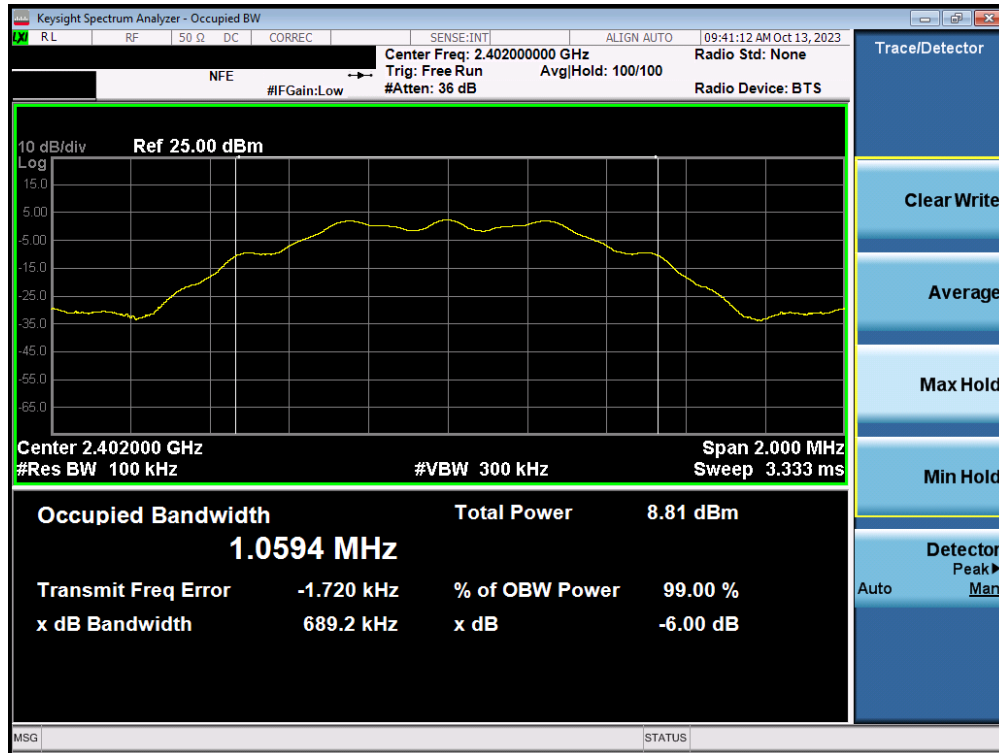 Keysight Spectrum Analyzer - Occupied BW
LXI RL RF 50 Ω DC CORREC SENSE:INT ALIGN AUTO 09:41:12 AM Oct 13, 2023
Center Freq: 2.402000000 GHz Radio Std: None
NFE Trig: Free Run Avg|Hold: 100/100
#IFGain:Low #Atten: 36 dB Radio Device: BTS
Trace/Detector
10 dB/div Ref 25.00 dBm
Log
15.0
5.00
-5.00
-15.0
-25.0
-35.0
-45.0
-55.0
-65.0
Center 2.402000 GHz Span 2.000 MHz
#Res BW 100 kHz #VBW 300 kHz Sweep 3.333 ms
Occupied Bandwidth Total Power 8.81 dBm
1.0594 MHz
Transmit Freq Error -1.720 kHz % of OBW Power 99.00 %
x dB Bandwidth 689.2 kHz x dB -6.00 dB
Clear Write
Average
Max Hold
Min Hold
Detector
Peak▶
Auto Man
MSG STATUS